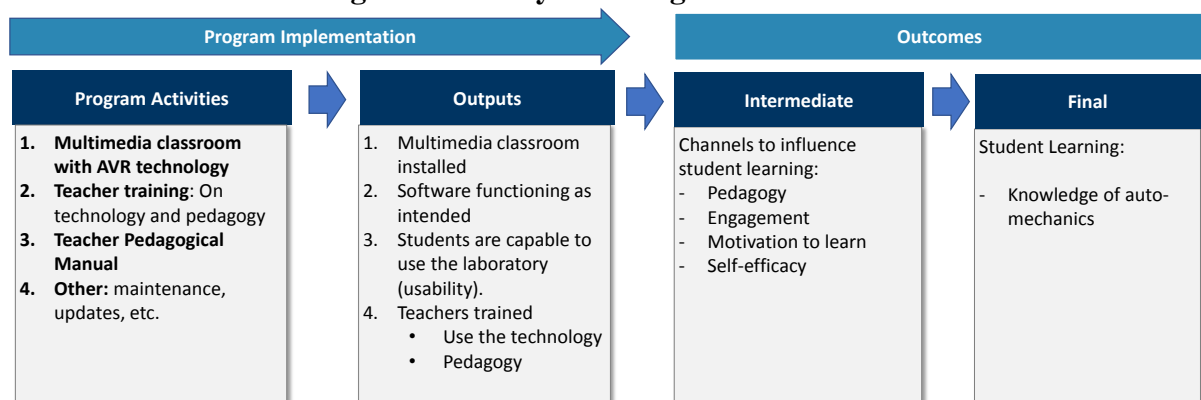 Program Implementation
Outcomes
Program Activities
1. Multimedia classroom
with AVR technology
2. Teacher training: On
technology and pedagogy
3. Teacher Pedagogical
Manual
4. Other: maintenance,
updates, etc.
Outputs
1. Multimedia classroom
installed
2. Software functioning as
intended
3. Students are capable to
use the laboratory
(usability).
4. Teachers trained
• Use the technology
• Pedagogy
Intermediate
Channels to influence
student learning:
- Pedagogy
- Engagement
- Motivation to learn
- Self-efficacy
Final
Student Learning:
- Knowledge of auto-
mechanics